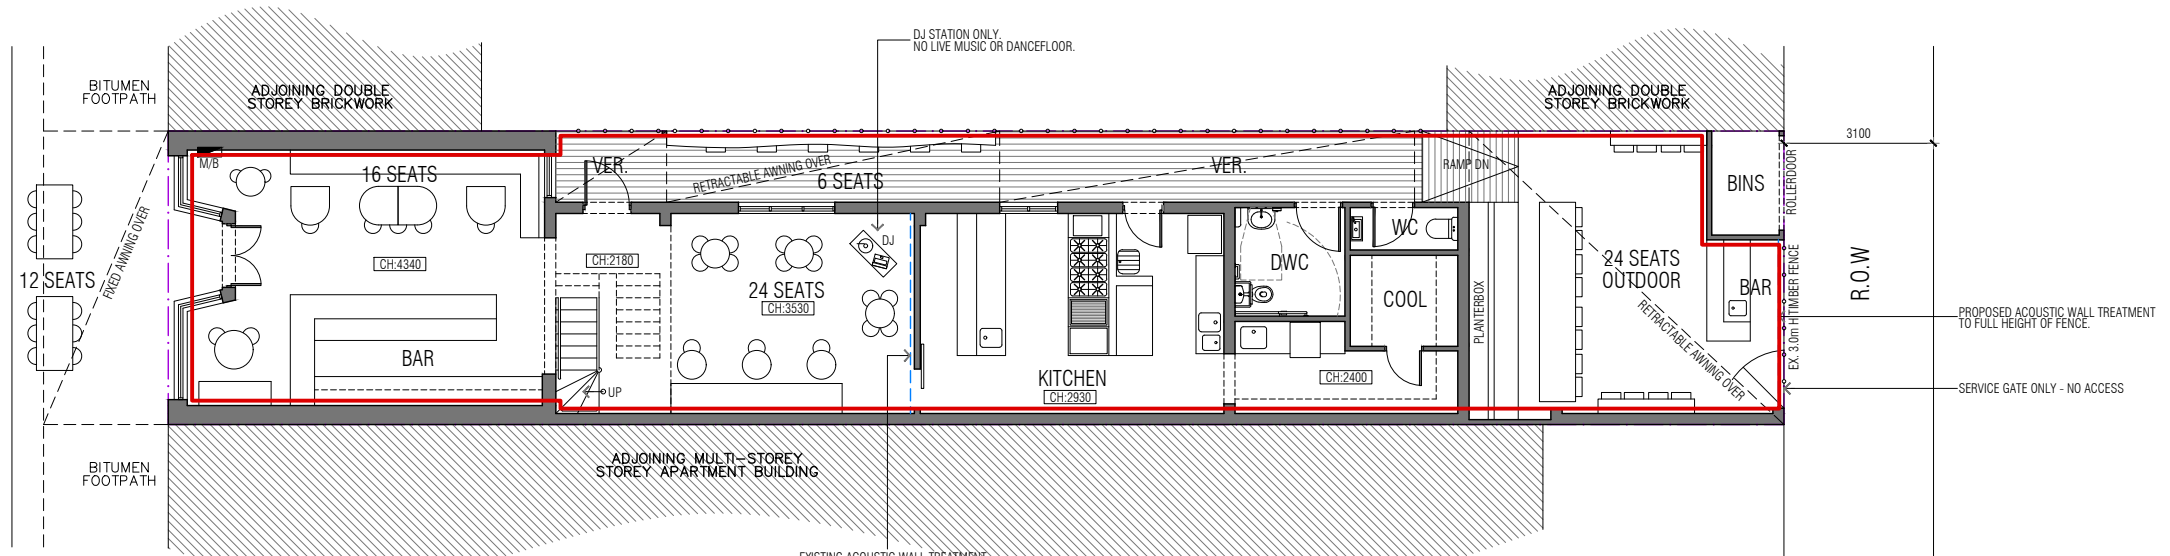 DJ STATION ONLY.
NO LIVE MUSIC OR DANCEFLOOR.
BITUMEN
FOOTPATH
ADJOINING DOUBLE
STOREY BRICKWORK
ADJOINING DOUBLE
STOREY BRICKWORK
3100
M/B
16 SEATS
VER.
RETRACTABLE AWNING OVER
6 SEATS
VER.
RAMP DN
BINS
ROLLERDOOR
FIXED AWNING OVER
12 SEATS
CH:4340
CH:2180
DJ
24 SEATS
CH:3530
DWC
WC
COOL
PLANTERBOX
24 SEATS
OUTDOOR
RETRACTABLE AWNING OVER
BAR
EX. 3.0m H TIMBER FENCE
R.O.W
PROPOSED ACOUSTIC WALL TREATMENT
TO FULL HEIGHT OF FENCE.
BAR
UP
KITCHEN
CH:2930
CH:2400
SERVICE GATE ONLY - NO ACCESS
BITUMEN
FOOTPATH
ADJOINING MULTI-STOREY
STOREY APARTMENT BUILDING
EXISTING ACOUSTIC WALL TREATMENT